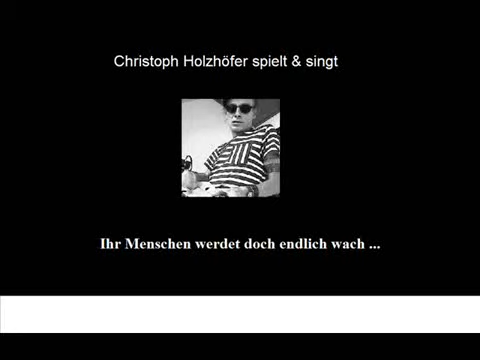 Christoph Holzhöfer spielt & singt
Ihr Menschen werdet doch endlich wach ...